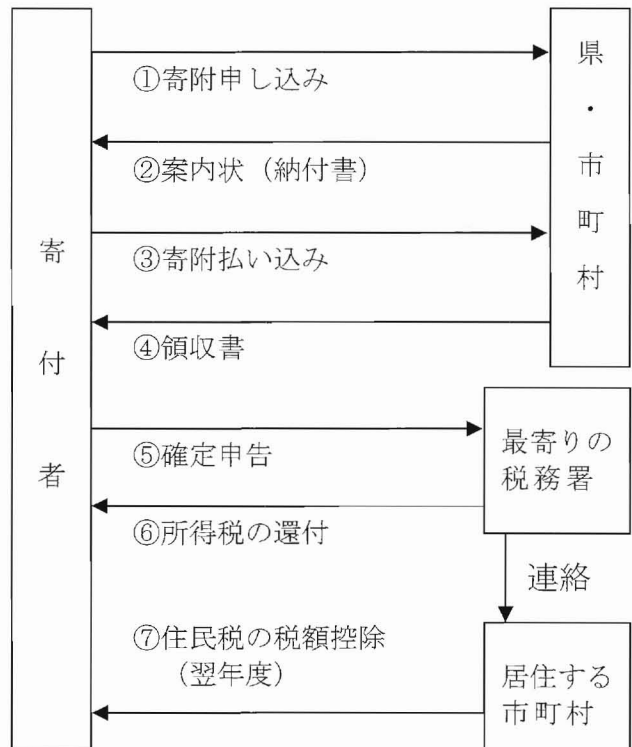 寄付者
県・市町村
①寄附申し込み
②案内状（納付書）
③寄附払い込み
④領収書
⑤確定申告
最寄りの
税務署
⑥所得税の還付
連絡
⑦住民税の税額控除
（翌年度）
居住する
市町村